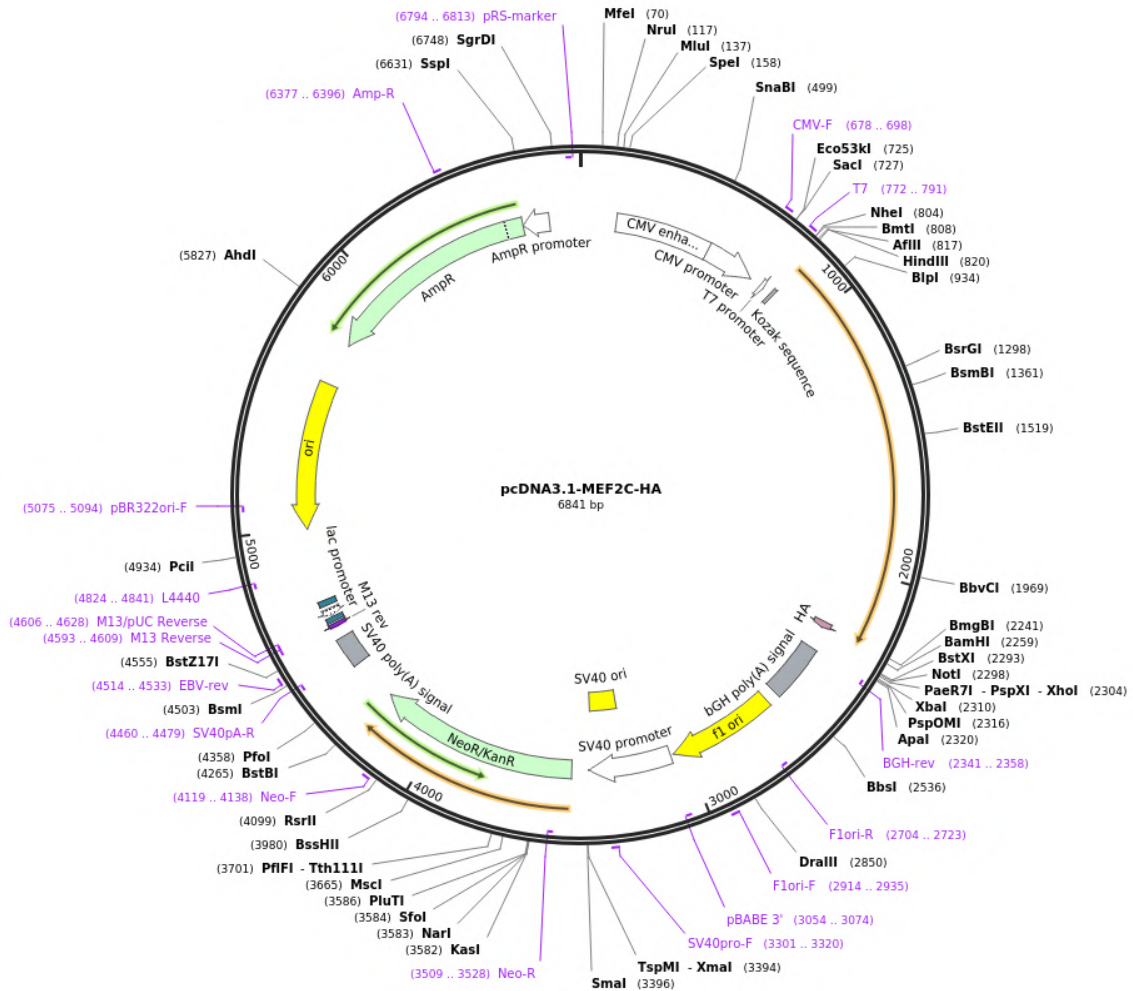 (6794 .. 6813) pRS-marker
(6748) SgrDI
(6631) SspI
(6377 .. 6396) Amp-R
(5827) AhdI
(5075 .. 5094) pBR322ori-F
(4934) PciI
(4824 .. 4841) L4440
(4606 .. 4628) M13/pUC Reverse
(4593 .. 4609) M13 Reverse
(4555) BstZ17I
(4514 .. 4533) EBV-rev
(4503) BsmI
(4460 .. 4479) SV40pA-R
(4358) PfoI
(4265) BstBI
(4119 .. 4138) Neo-F
(4099) RsrII
(3980) BssHII
(3701) PflFI - Tth111I
(3665) MscI
(3586) PluTI
(3584) SfoI
(3583) NarI
(3582) KasI
(3509 .. 3528) Neo-R
MfeI (70)
NruI (117)
MluI (137)
SpeI (158)
SnaBI (499)
CMV-F (678 .. 698)
Eco53kI (725)
SacI (727)
T7 (772 .. 791)
NheI (804)
BmtI (808)
AflII (817)
HindIII (820)
BlpI (934)
BsrGI (1298)
BsmBI (1361)
BstEII (1519)
BbvCI (1969)
BmgBI (2241)
BamHI (2259)
BstXI (2293)
NotI (2298)
PaeR7I - PspXI - XhoI (2304)
XbaI (2310)
PspOMI (2316)
ApaI (2320)
BGH-rev (2341 .. 2358)
BbsI (2536)
F1ori-R (2704 .. 2723)
DraIII (2850)
F1ori-F (2914 .. 2935)
pBABE 3' (3054 .. 3074)
SV40pro-F (3301 .. 3320)
TspMI - XmaI (3394)
SmaI (3396)
1000
2000
3000
4000
5000
6000
CMV enha...
CMV promoter
T7 promoter
Kozak sequence
AmpR promoter
AmpR
ori
pcDNA3.1-MEF2C-HA
6841 bp
lac promoter
M13 rev
SV40 poly(A) signal
NeoR/KanR
SV40 promoter
SV40 ori
f1 ori
bGH poly(A) signal
HA